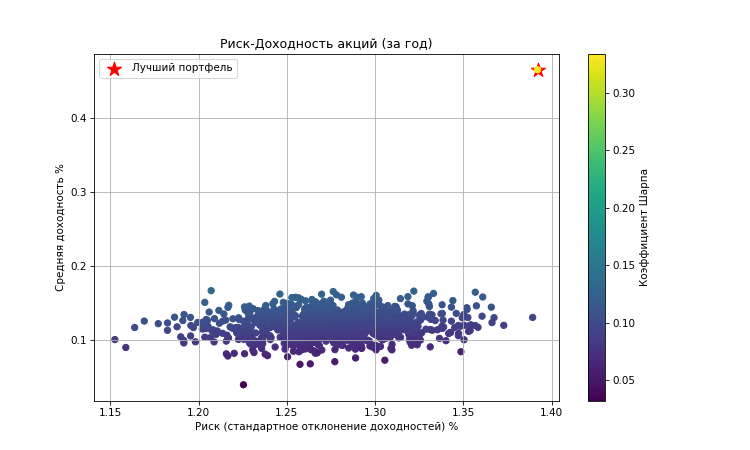 Риск-Доходность акций (за год)
Лучший портфель
Средняя доходность %
0.4
0.3
0.2
0.1
1.15 1.20 1.25 1.30 1.35 1.40
Риск (стандартное отклонение доходностей) %
0.30
0.25
0.20
0.15
0.10
0.05
Коэффициент Шарпа